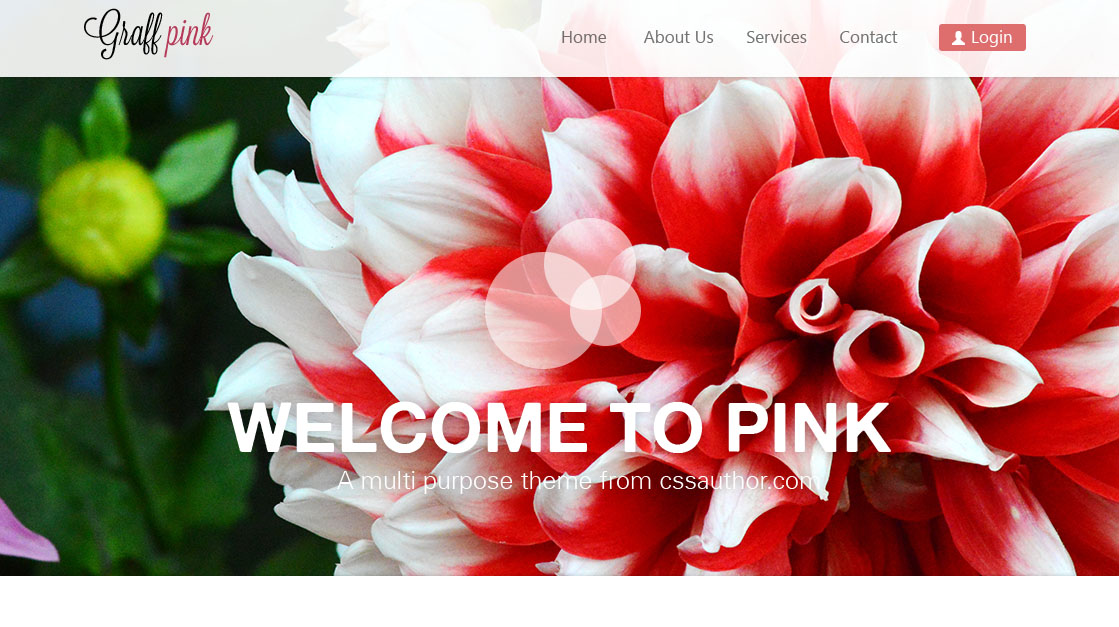 Graff pink
Home About Us Services Contact Login
WELCOME TO PINK
A multi purpose theme from cssauthor.com